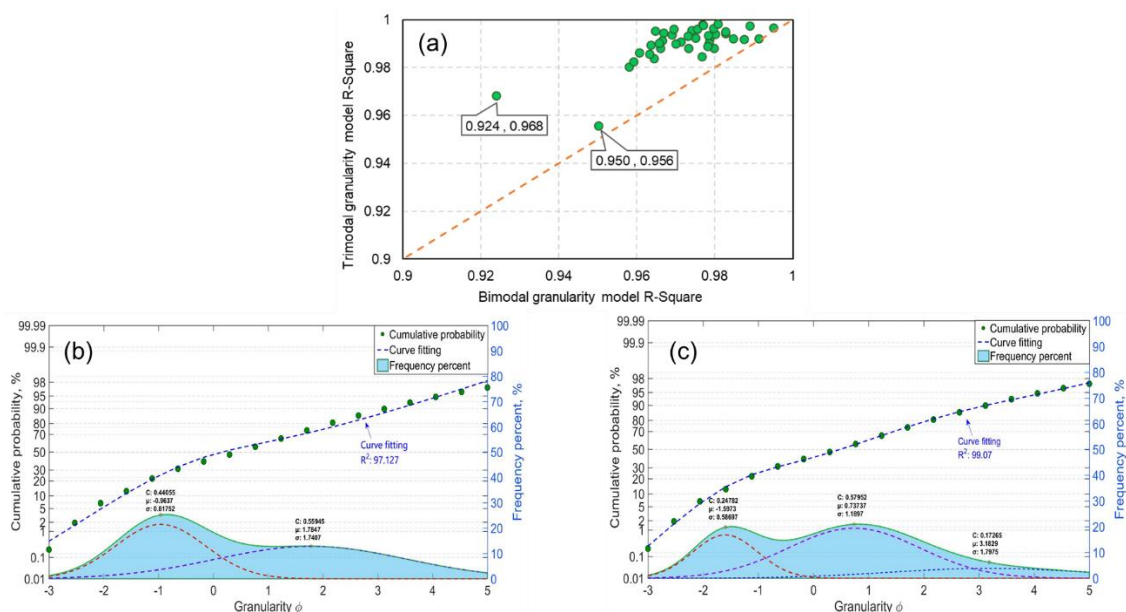 (a)
Trimodal granularity model R-Square
1
0.98
0.96
0.94
0.92
0.9
0.924 , 0.968
0.950 , 0.956
0.9 0.92 0.94 0.96 0.98 1
Bimodal granularity model R-Square
(b)
Cumulative probability, %
99.99
99.9
98
95
90
80
70
50
30
20
10
5
2
1
0.1
0.01
Cumulative probability
Curve fitting
Frequency percent
Curve fitting
R²: 97.127
C: 0.44055
μ: -0.9637
σ: 0.81752
C: 0.55945
μ: 1.7847
σ: 1.7407
100
90
80
70
60
50
40
30
20
10
0
Frequency percent, %
-3 -2 -1 0 1 2 3 4 5
Granularity ϕ
(c)
Cumulative probability, %
99.99
99.9
98
95
90
80
70
50
30
20
10
5
2
1
0.1
0.01
Cumulative probability
Curve fitting
Frequency percent
Curve fitting
R²: 99.07
C: 0.24782
μ: -1.5973
σ: 0.58697
C: 0.57952
μ: 0.73737
σ: 1.1897
C: 0.17265
μ: 3.1829
σ: 1.7975
100
90
80
70
60
50
40
30
20
10
0
Frequency percent, %
-3 -2 -1 0 1 2 3 4 5
Granularity ϕ